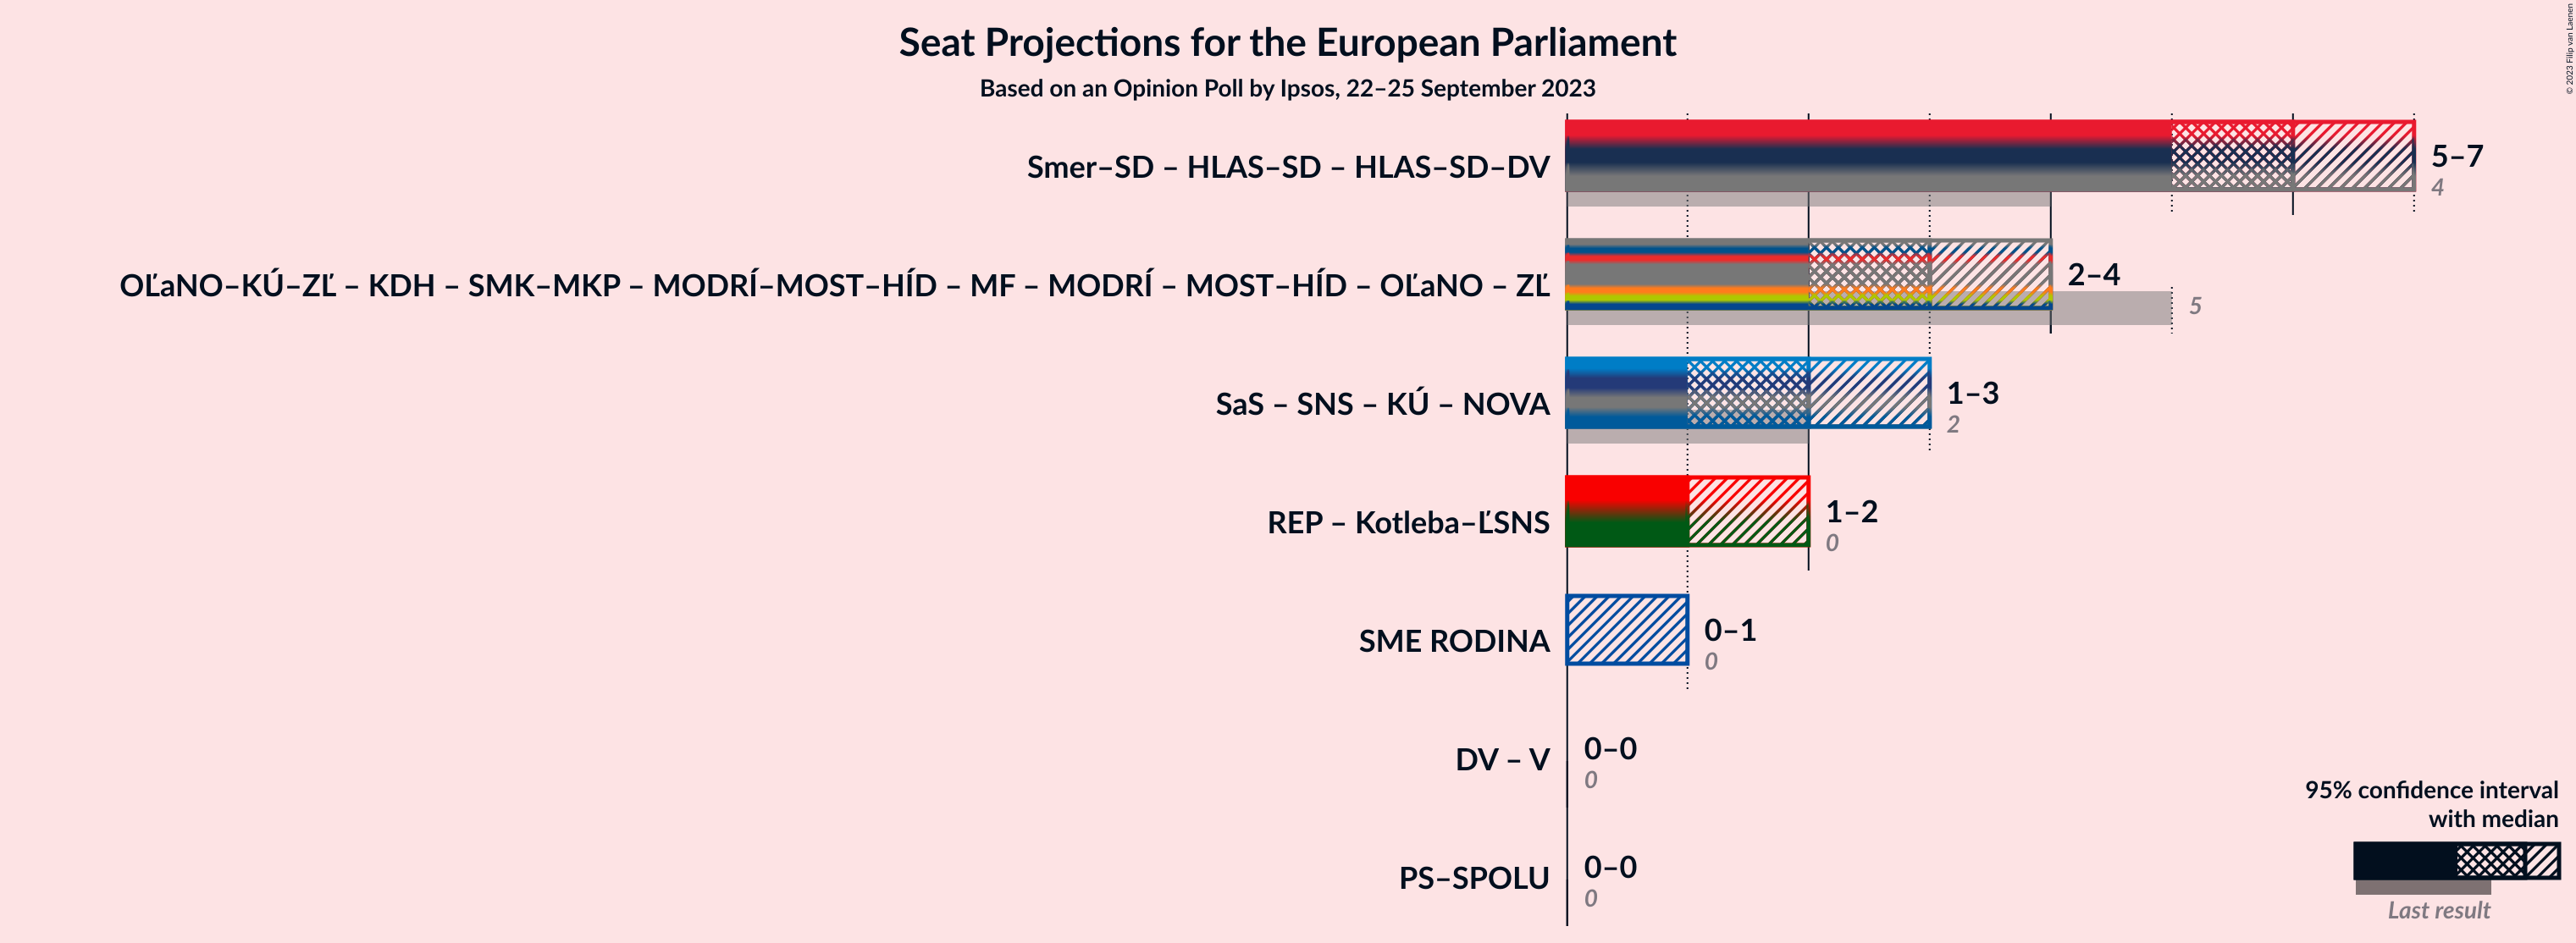 Seat Projections for the European Parliament
Based on an Opinion Poll by Ipsos, 22–25 September 2023
© 2023 Filip van Laenen
Smer–SD – HLAS–SD – HLAS–SD–DV
5–7
4
OĽaNO–KÚ–ZĽ – KDH – SMK–MKP – MODRÍ–MOST–HÍD – MF – MODRÍ – MOST–HÍD – OĽaNO – ZĽ
2–4
5
SaS – SNS – KÚ – NOVA
1–3
2
REP – Kotleba–ĽSNS
1–2
0
SME RODINA
0–1
0
DV – V
0–0
0
PS–SPOLU
0–0
0
95% confidence interval
with median
Last result